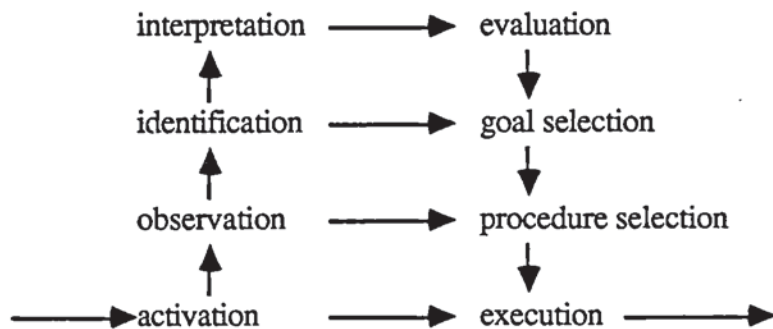 interpretation evaluation
identification goal selection
observation procedure selection
activation execution